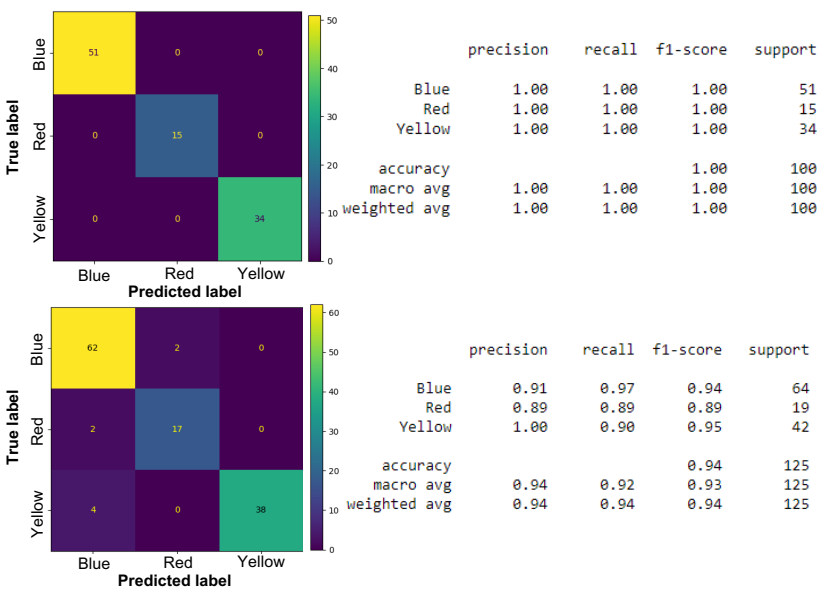 True label
Blue
Red
Yellow
51 0 0
0 15 0
0 0 34
Blue Red Yellow
Predicted label
50
40
30
20
10
0
precision recall f1-score support
Blue 1.00 1.00 1.00 51
Red 1.00 1.00 1.00 15
Yellow 1.00 1.00 1.00 34
accuracy 1.00 100
macro avg 1.00 1.00 1.00 100
weighted avg 1.00 1.00 1.00 100
True label
Blue
Red
Yellow
62 2 0
2 17 0
4 0 38
Blue Red Yellow
Predicted label
60
50
40
30
20
10
0
precision recall f1-score support
Blue 0.91 0.97 0.94 64
Red 0.89 0.89 0.89 19
Yellow 1.00 0.90 0.95 42
accuracy 0.94 125
macro avg 0.94 0.92 0.93 125
weighted avg 0.94 0.94 0.94 125